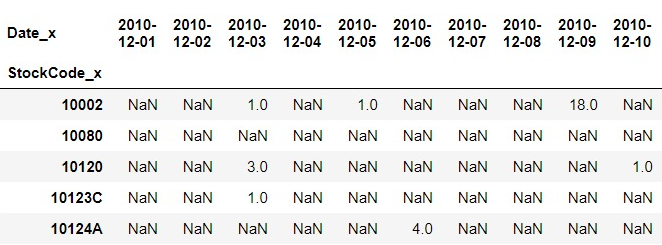 Date_x 2010-12-01 2010-12-02 2010-12-03 2010-12-04 2010-12-05 2010-12-06 2010-12-07 2010-12-08 2010-12-09 2010-12-10
StockCode_x
10002 NaN NaN 1.0 NaN 1.0 NaN NaN NaN 18.0 NaN
10080 NaN NaN NaN NaN NaN NaN NaN NaN NaN NaN
10120 NaN NaN 3.0 NaN NaN NaN NaN NaN NaN 1.0
10123C NaN NaN 1.0 NaN NaN NaN NaN NaN NaN NaN
10124A NaN NaN NaN NaN NaN 4.0 NaN NaN NaN NaN